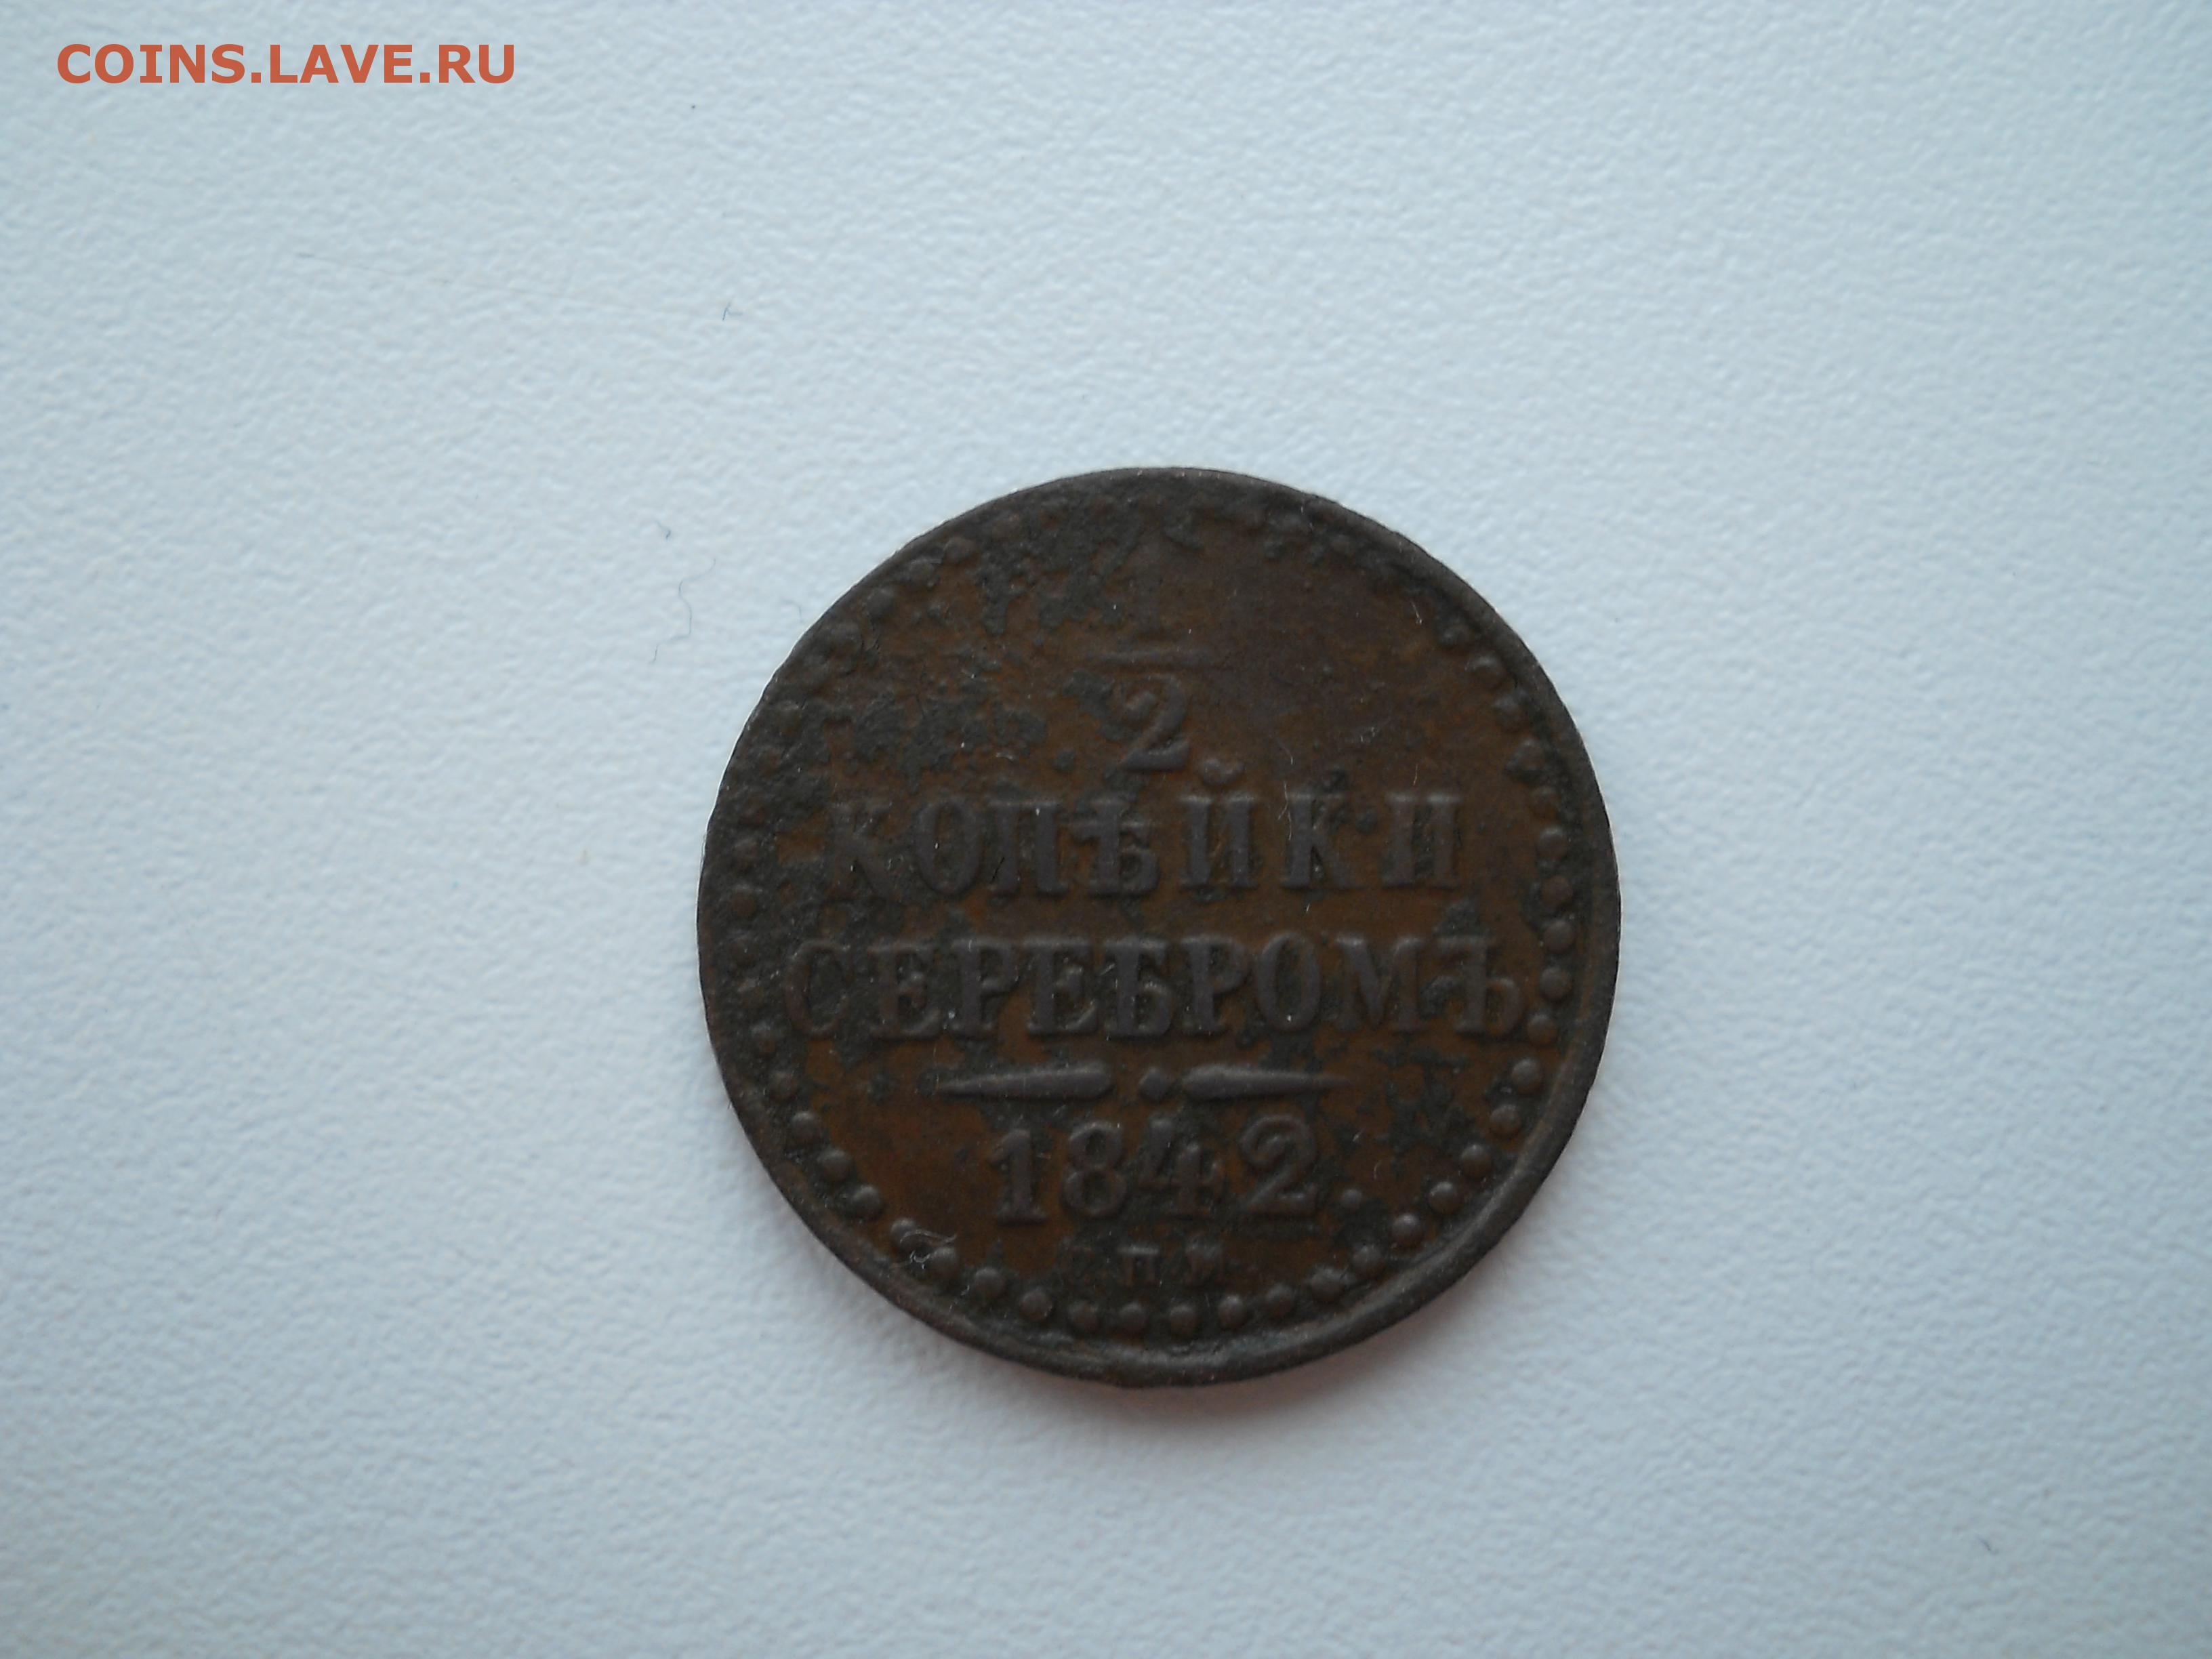 COINS.LAVE.RU
1
2
КОПѢЙКИ
СЕРЕБРОМЪ
1842.